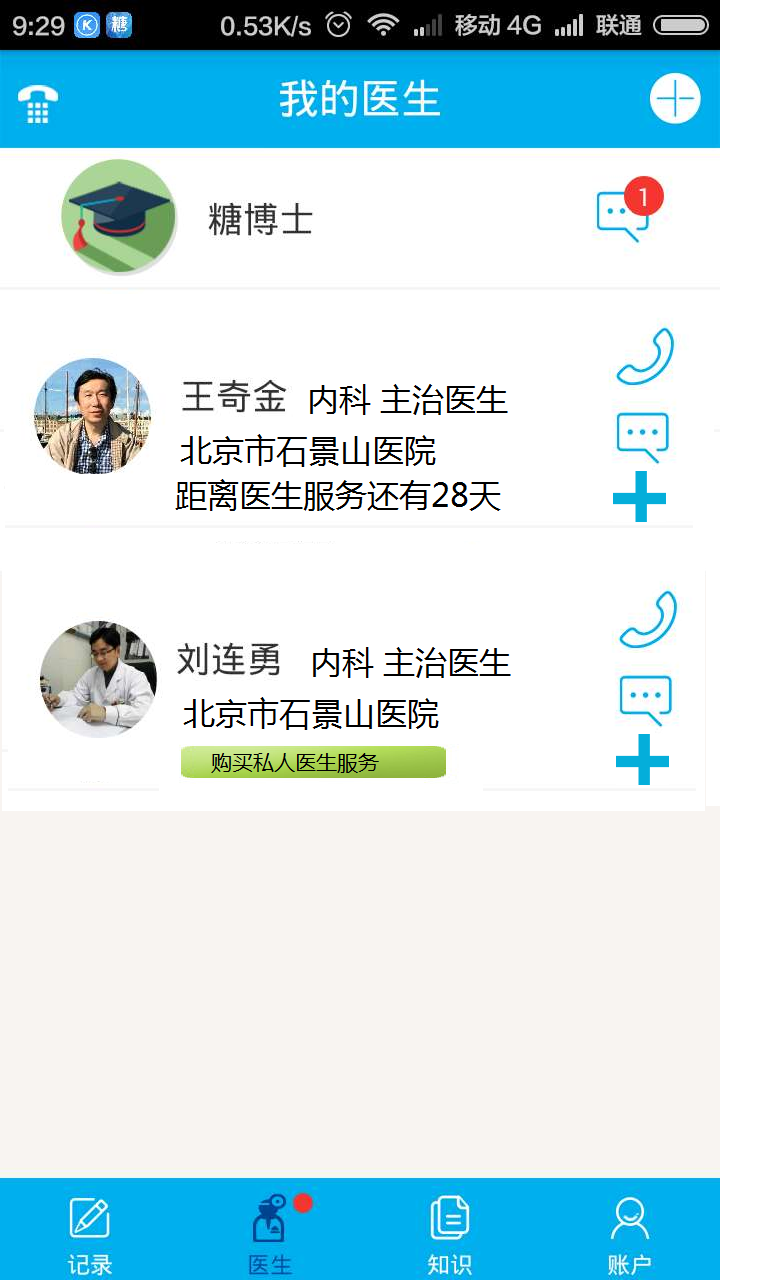 9:29 K 糖 0.53K/s 移动 4G 联通
我的医生
糖博士 1
王奇金 内科 主治医生
北京市石景山医院
距离医生服务还有28天
刘连勇 内科 主治医生
北京市石景山医院
购买私人医生服务
记录 医生 知识 账户